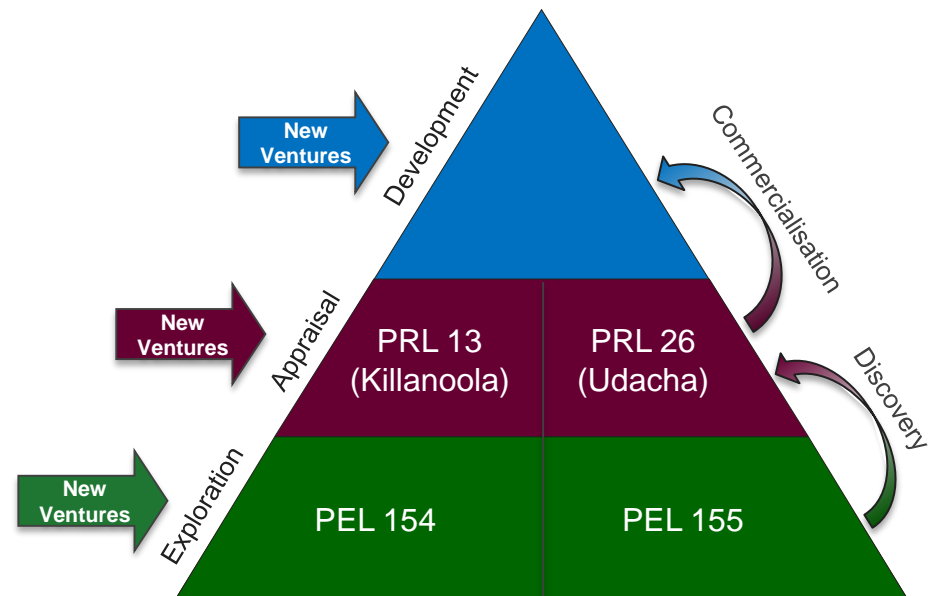 New
Ventures
Development
Commercialisation
New
Ventures
Appraisal
PRL 13
(Killanoola)
PRL 26
(Udacha)
Discovery
New
Ventures
Exploration
PEL 154
PEL 155